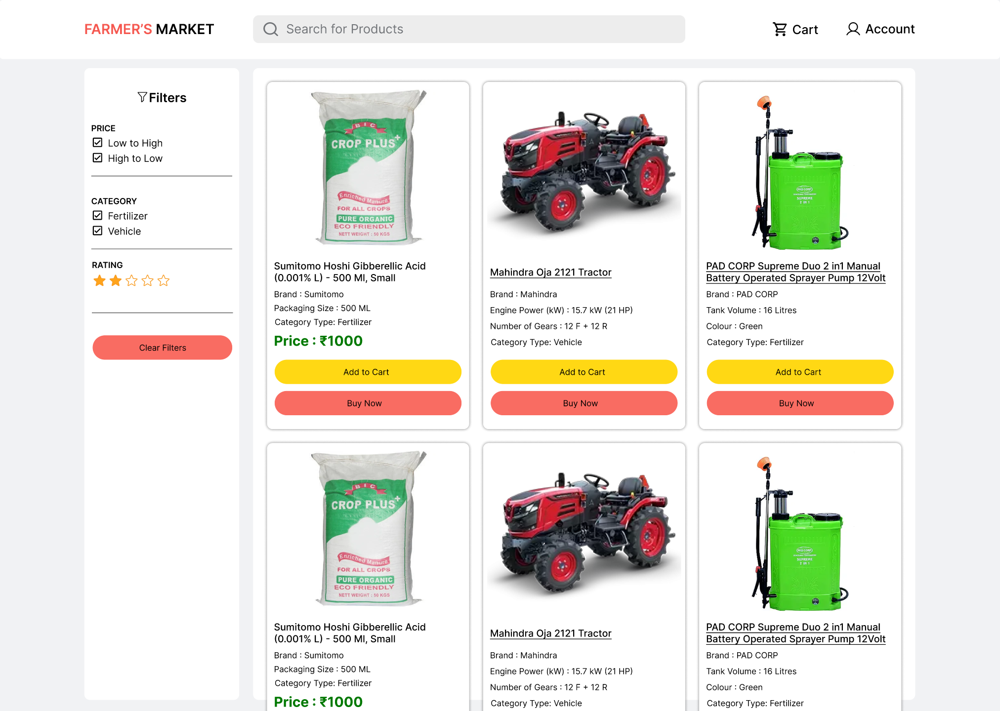 FARMER'S MARKET
Search for Products
Cart
Account
Filters
PRICE
Low to High
High to Low
CATEGORY
Fertilizer
Vehicle
RATING
Clear Filters
BIC
CROP PLUS+
Enriched Manure
FOR ALL CROPS
PURE ORGANIC
ECO FRIENDLY
NETT WEIGHT : 50 KGS
Sumitomo Hoshi Gibberellic Acid
(0.001% L) - 500 Ml, Small
Brand : Sumitomo
Packaging Size : 500 ML
Category Type: Fertilizer
Price : ₹1000
Add to Cart
Buy Now
Mahindra Oja 2121 Tractor
Brand : Mahindra
Engine Power (kW) : 15.7 kW (21 HP)
Number of Gears : 12 F + 12 R
Category Type: Vehicle
Add to Cart
Buy Now
PAD CORP
SUPREME
2 IN 1
PAD CORP Supreme Duo 2 in1 Manual
Battery Operated Sprayer Pump 12Volt
Brand : PAD CORP
Tank Volume : 16 Litres
Colour : Green
Category Type: Fertilizer
Add to Cart
Buy Now
BIC
CROP PLUS+
Enriched Manure
FOR ALL CROPS
PURE ORGANIC
ECO FRIENDLY
NETT WEIGHT : 50 KGS
Sumitomo Hoshi Gibberellic Acid
(0.001% L) - 500 Ml, Small
Brand : Sumitomo
Packaging Size : 500 ML
Category Type: Fertilizer
Price : ₹1000
Mahindra Oja 2121 Tractor
Brand : Mahindra
Engine Power (kW) : 15.7 kW (21 HP)
Number of Gears : 12 F + 12 R
Category Type: Vehicle
PAD CORP
SUPREME
2 IN 1
PAD CORP Supreme Duo 2 in1 Manual
Battery Operated Sprayer Pump 12Volt
Brand : PAD CORP
Tank Volume : 16 Litres
Colour : Green
Category Type: Fertilizer